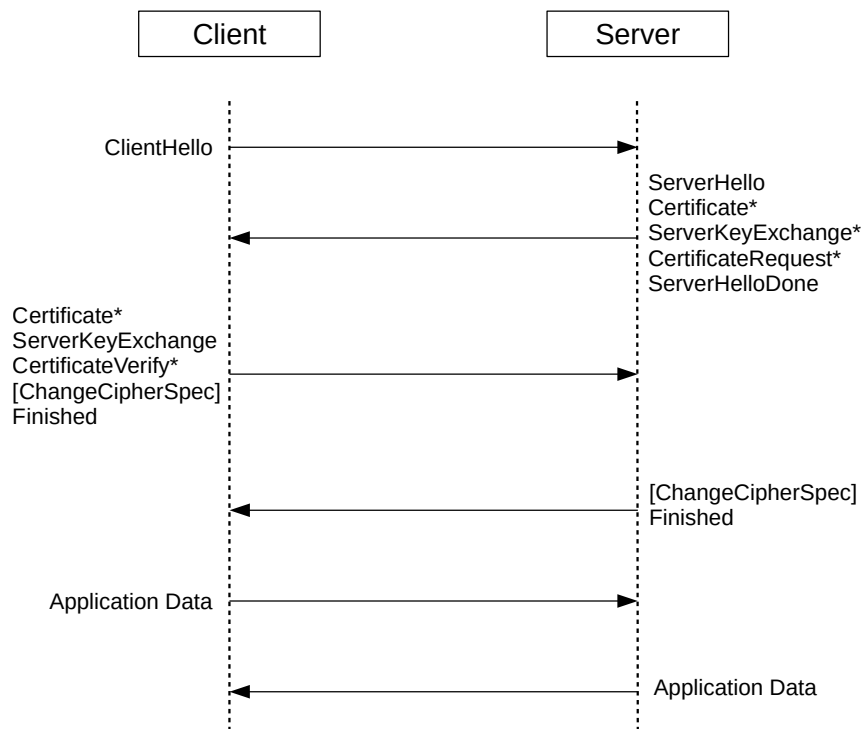 Client
Server
ClientHello
ServerHello
Certificate*
ServerKeyExchange*
CertificateRequest*
ServerHelloDone
Certificate*
ServerKeyExchange
CertificateVerify*
[ChangeCipherSpec]
Finished
[ChangeCipherSpec]
Finished
Application Data
Application Data